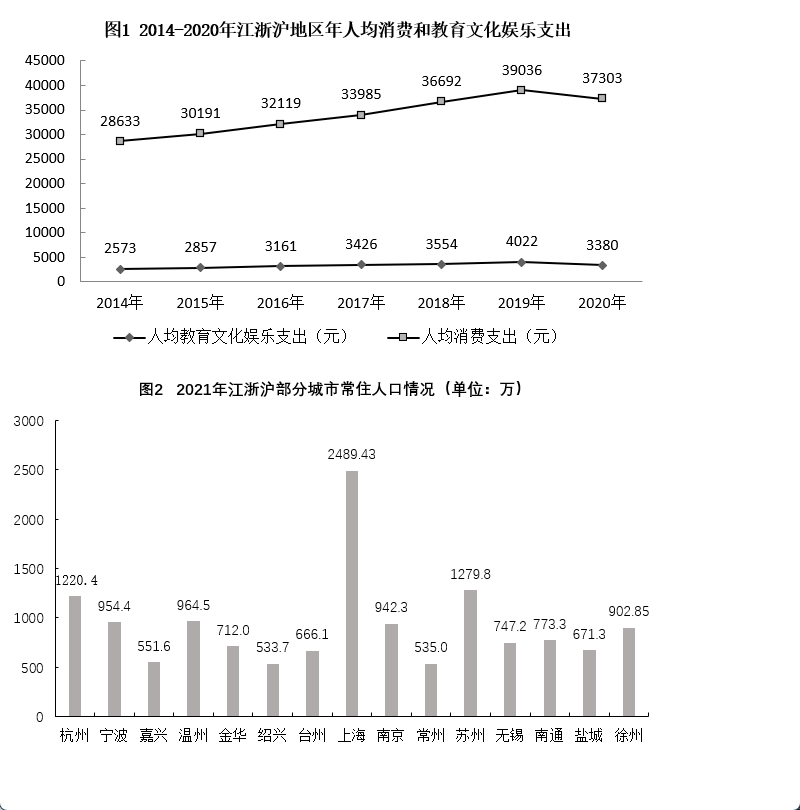 图1 2014-2020年江浙沪地区年人均消费和教育文化娱乐支出
45000
40000
35000
30000
25000
20000
15000
10000
5000
0
28633 30191 32119 33985 36692 39036 37303
2573 2857 3161 3426 3554 4022 3380
2014年 2015年 2016年 2017年 2018年 2019年 2020年
人均教育文化娱乐支出（元） 人均消费支出（元）
图2 2021年江浙沪部分城市常住人口情况（单位：万）
3000
2500
2000
1500
1000
500
0
1220.4 954.4 551.6 964.5 712.0 533.7 666.1 2489.43 942.3 535.0 1279.8 747.2 773.3 671.3 902.85
杭州 宁波 嘉兴 温州 金华 绍兴 台州 上海 南京 常州 苏州 无锡 南通 盐城 徐州